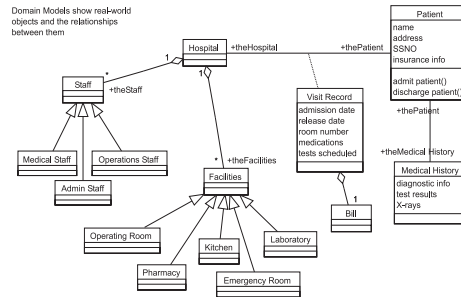 Domain Models show real-world
objects and the relationships
between them
Patient
name
address
SSNO
insurance info
admit patient()
discharge patient()
Hospital
+theHospital
+thePatient
1
1
*
+theStaff
Staff
Medical Staff
Operations Staff
Admin Staff
Visit Record
admission date
release date
room number
medications
tests scheduled
+thePatient
+theMedical History
Medical History
diagnostic info
test results
X-rays
*
+theFacilities
Facilities
1
Bill
Operating Room
Laboratory
Kitchen
Pharmacy
Emergency Room